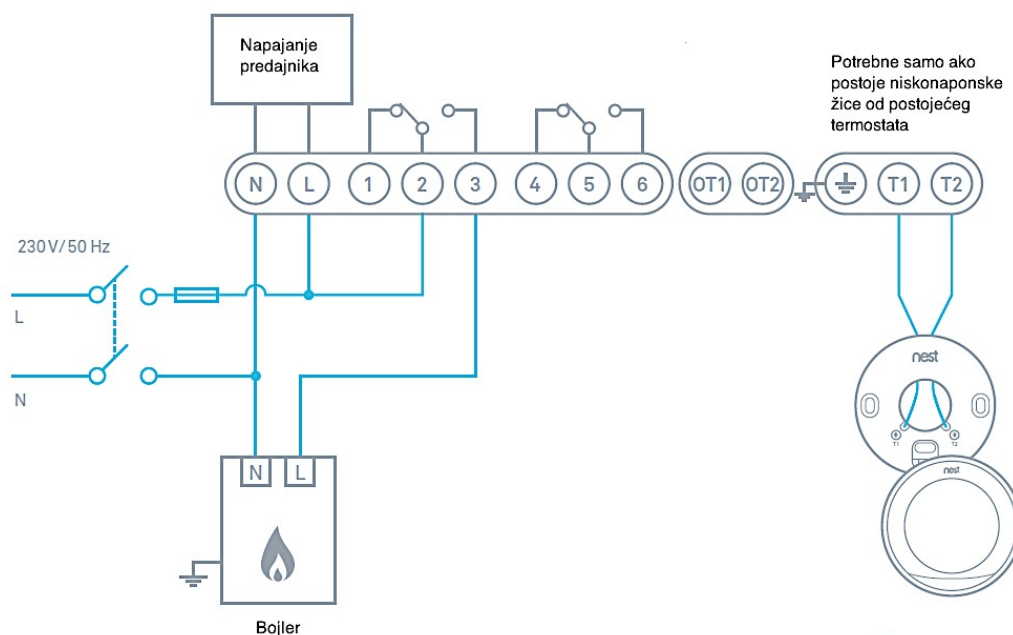 Napajanje
predajnika
Potrebne samo ako
postoje niskonaponske
žice od postojećeg
termostata
N L 1 2 3 4 5 6 OT1 OT2 T1 T2
230 V/50 Hz
L
N
nest
T1 T2
nest
N L
Bojler